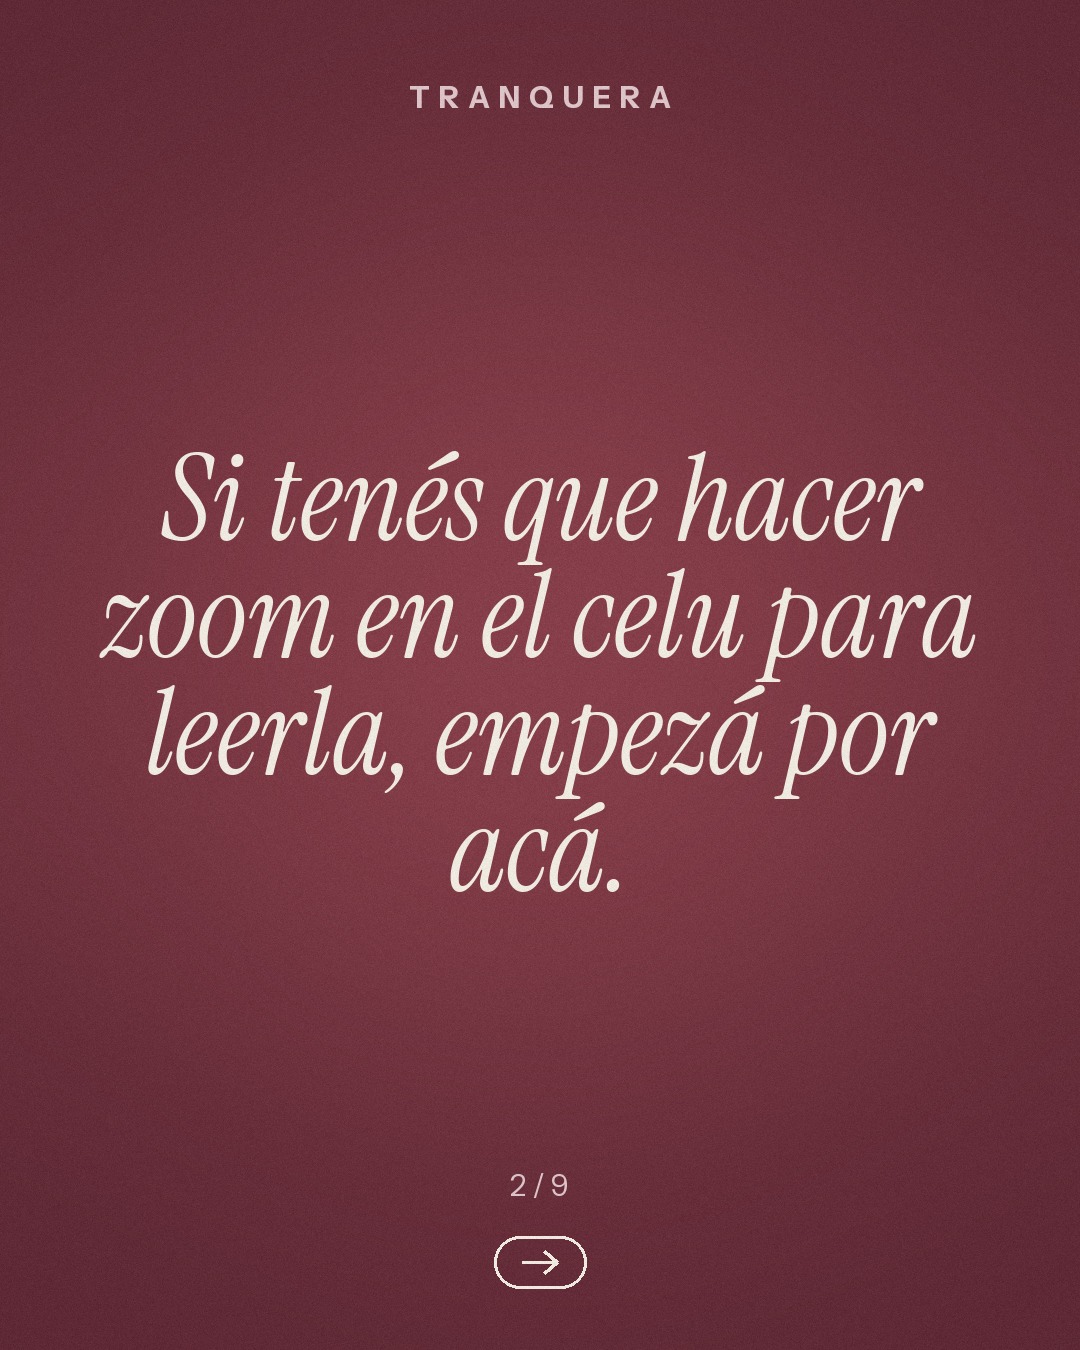 TRANQUERA
Si tenés que hacer
zoom en el celu para
leerla, empezá por
acá.
2/9